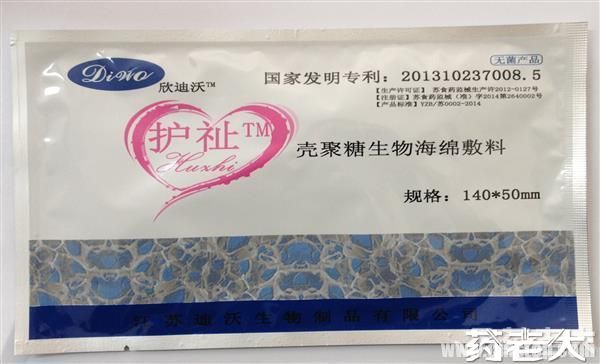 DiWo
欣迪沃™
无菌产品
国家发明专利：201310237008.5
【生产许可证】 苏食药监械生产许2012-0127号
【注册证】 苏食药监械（准）字2014第2640002号
【产品标准】 YZB/苏0002-2014
护祉™
Huzhi
壳聚糖生物海绵敷料
规格：140*50mm
江苏迪沃生物制品有限公司